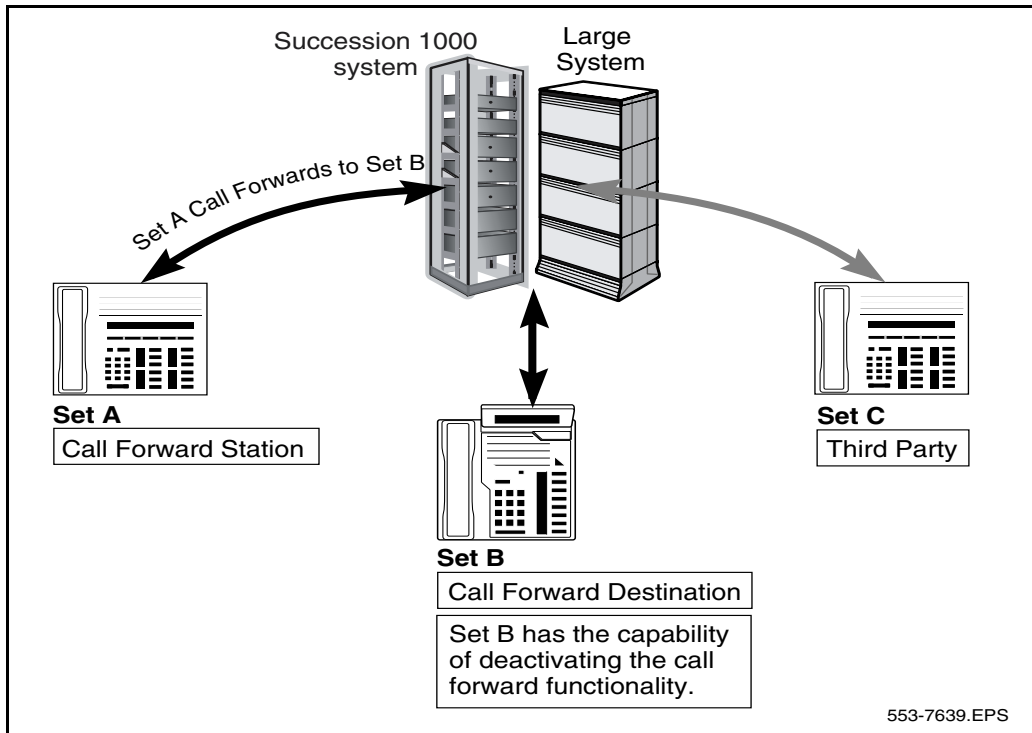 Succession 1000
system
Large
System
Set A Call Forwards to Set B
Set A
Call Forward Station
Set C
Third Party
Set B
Call Forward Destination
Set B has the capability
of deactivating the call
forward functionality.
553-7639.EPS